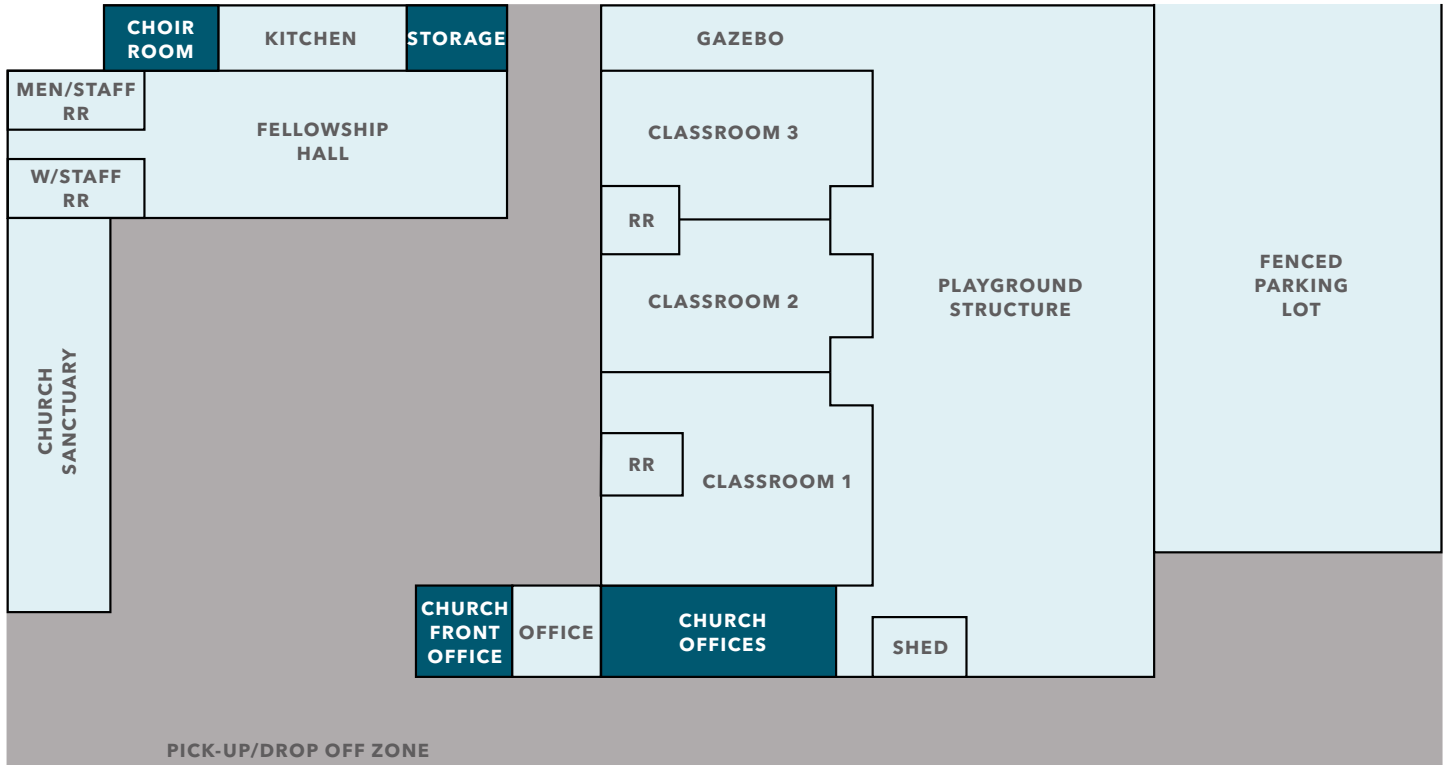 CHOIR
ROOM
KITCHEN
STORAGE
GAZEBO
MEN/STAFF
RR
FELLOWSHIP
HALL
W/STAFF
RR
CLASSROOM 3
RR
CLASSROOM 2
PLAYGROUND
STRUCTURE
FENCED
PARKING
LOT
CHURCH
SANCTUARY
RR
CLASSROOM 1
CHURCH
FRONT
OFFICE
OFFICE
CHURCH
OFFICES
SHED
PICK-UP/DROP OFF ZONE